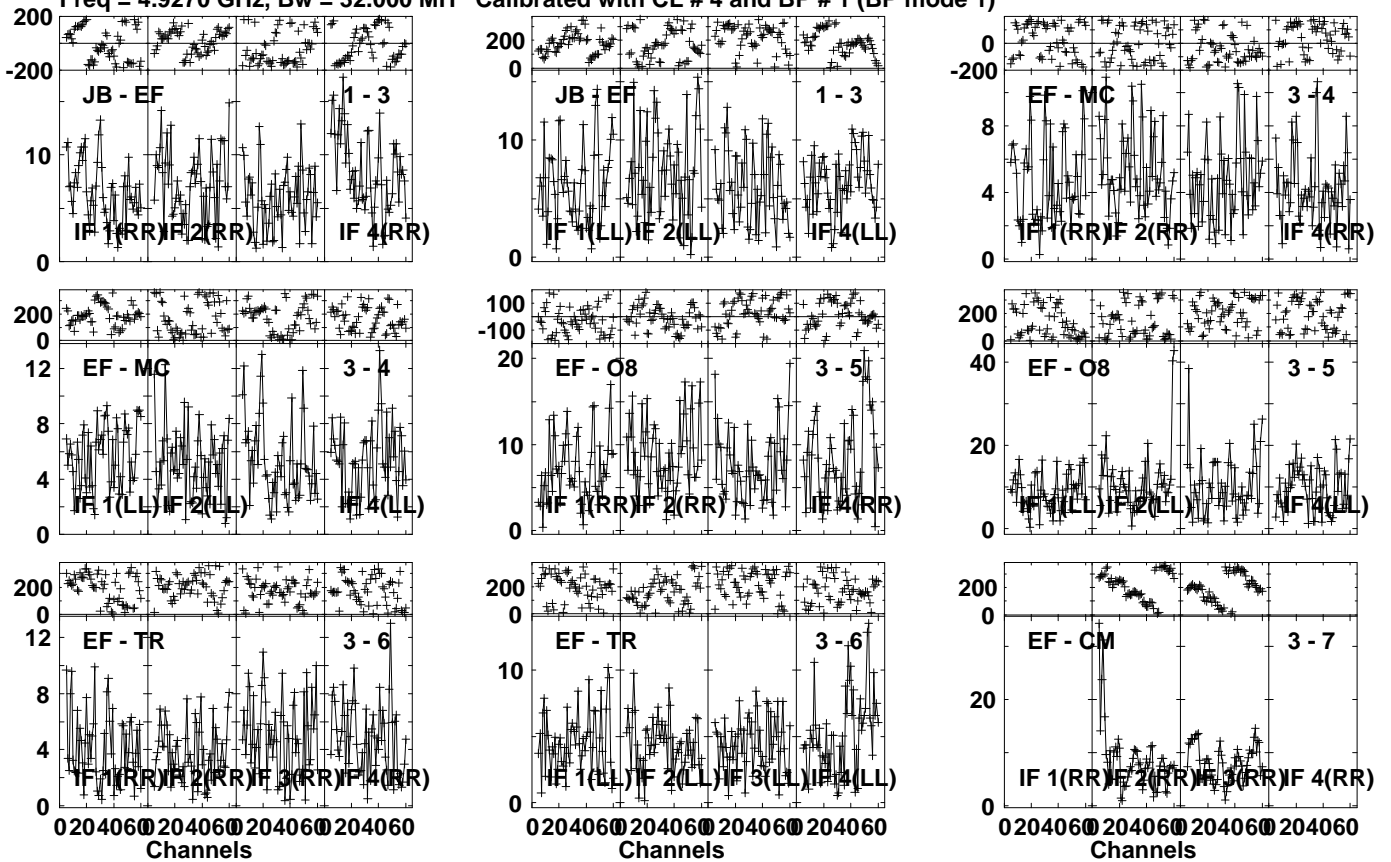 Freq = 4.9270 GHz, Bw = 32.000 MH Calibrated with CL # 4 and BP # 1 (BP mode 1)
200
0
-200
JB - EF 1 - 3
10
IF 1(RR) IF 2(RR) IF 4(RR)
0
200
0
JB - EF 1 - 3
10
IF 1(LL) IF 2(LL) IF 4(LL)
0
0
-200
EF - MC 3 - 4
8
4
IF 1(RR) IF 2(RR) IF 4(RR)
0
200
0
EF - MC 3 - 4
12
8
4
IF 1(LL) IF 2(LL) IF 4(LL)
0
100
-100
20
EF - O8 3 - 5
10
IF 1(RR) IF 2(RR) IF 4(RR)
0
200
0
40
EF - O8 3 - 5
20
IF 1(LL) IF 2(LL) IF 4(LL)
0
200
0
12
EF - TR 3 - 6
8
4
IF 1(RR) IF 2(RR) IF 3(RR) IF 4(RR)
0
0 20 40 60 0 20 40 60 0 20 40 60 0 20 40 60
Channels
200
0
EF - TR 3 - 6
10
IF 1(LL) IF 2(LL) IF 3(LL) IF 4(LL)
0
0 20 40 60 0 20 40 60 0 20 40 60 0 20 40 60
Channels
200
0
EF - CM 3 - 7
20
IF 1(RR) IF 2(RR) IF 3(RR) IF 4(RR)
0
0 20 40 60 0 20 40 60 0 20 40 60 0 20 40 60
Channels